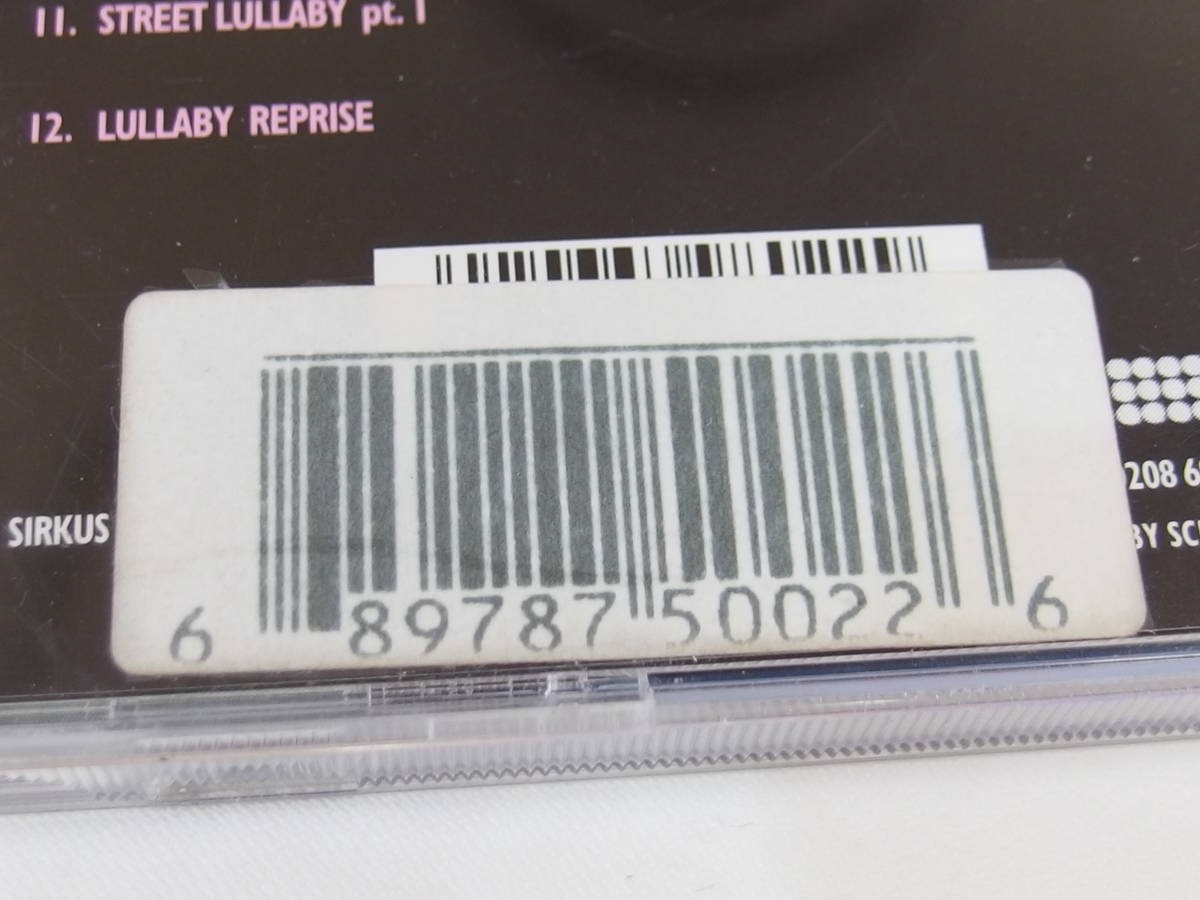 11. STREET LULLABY pt. 1
12. LULLABY REPRISE
208 6
SIRKUS
BY SC
6 89787 50022 6